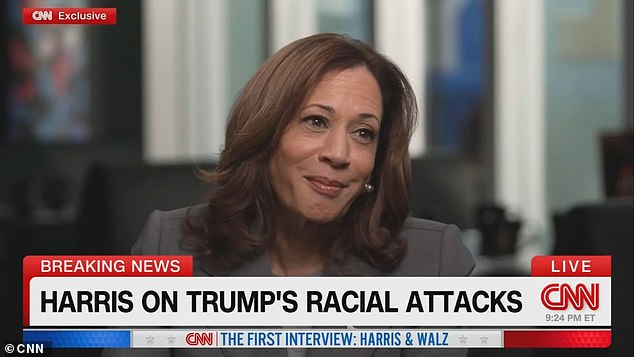 CNN Exclusive
BREAKING NEWS
LIVE
HARRIS ON TRUMP'S RACIAL ATTACKS
CNN
9:24 PM ET
CNN THE FIRST INTERVIEW: HARRIS & WALZ
©CNN